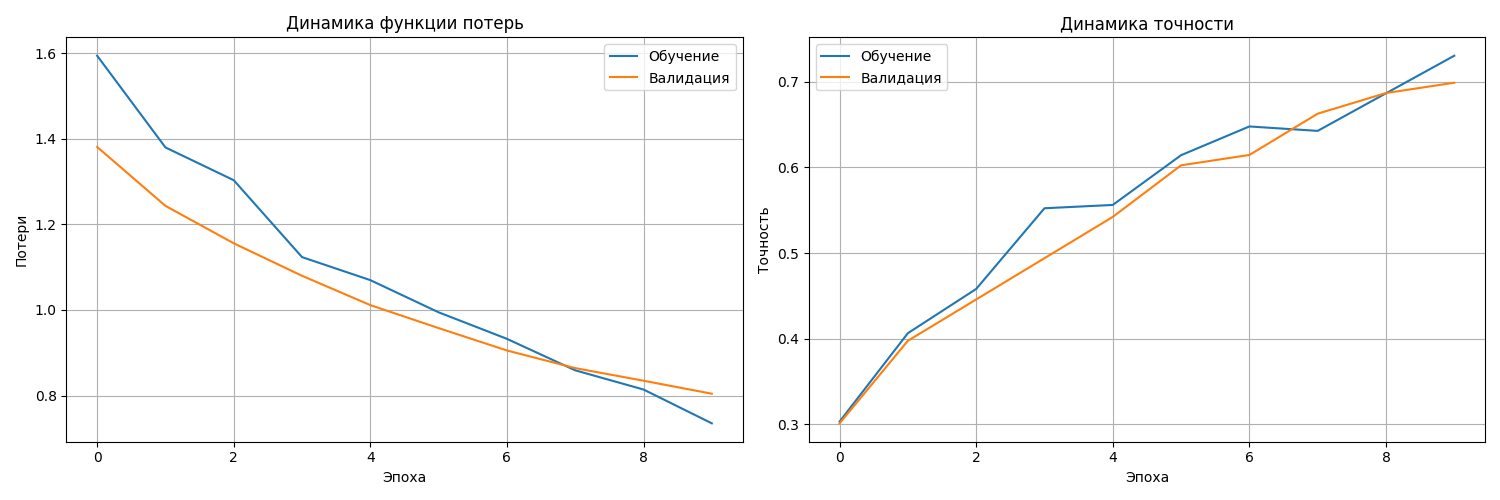 Динамика функции потерь
Обучение
Валидация
1.6
1.4
1.2
1.0
0.8
Потери
0 2 4 6 8
Эпоха
Динамика точности
Обучение
Валидация
0.7
0.6
0.5
0.4
0.3
Точность
0 2 4 6 8
Эпоха